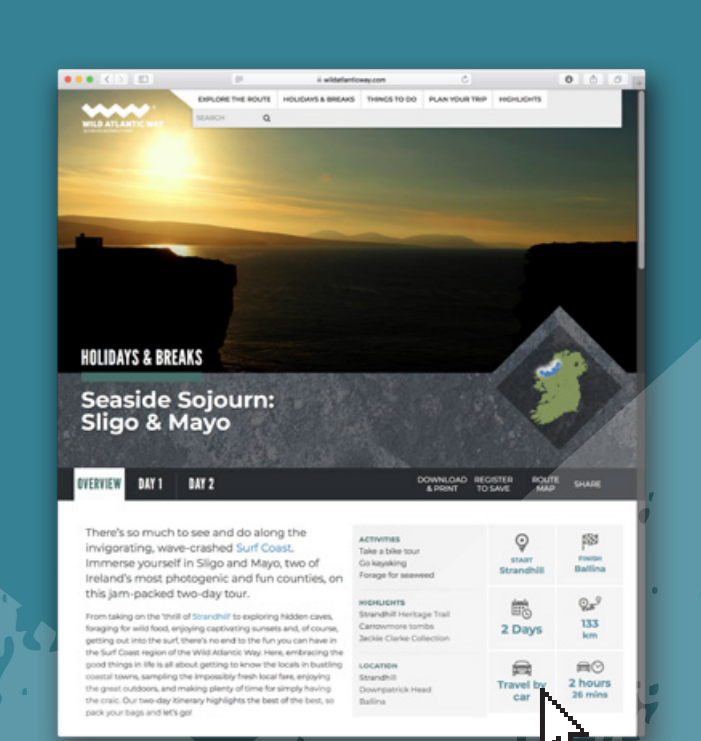 wildatlanticway.com
EXPLORE THE ROUTE HOLIDAYS & BREAKS THINGS TO DO PLAN YOUR TRIP HIGHLIGHTS
SEARCH
WILD ATLANTIC WAY
HOLIDAYS & BREAKS
Seaside Sojourn:
Sligo & Mayo
OVERVIEW DAY 1 DAY 2
DOWNLOAD & PRINT REGISTER TO SAVE ROUTE MAP SHARE
There's so much to see and do along the
invigorating, wave-crashed Surf Coast.
Immerse yourself in Sligo and Mayo, two of
Ireland's most photogenic and fun counties, on
this jam-packed two-day tour.
From taking on the 'thrill of Strandhill' to exploring hidden caves,
foraging for wild food, enjoying captivating sunsets and, of course,
getting out into the surf, there's no end to the fun you can have in
the Surf Coast region of the Wild Atlantic Way. Here, embracing the
good things in life is all about getting to know the locals in bustling
coastal towns, sampling the impossibly fresh local fare, enjoying
the great outdoors, and making plenty of time for simply having
the craic. Our two-day itinerary highlights the best of the best, so
pack your bags and let's go!
ACTIVITIES
Take a bike tour
Go kayaking
Forage for seaweed
HIGHLIGHTS
Strandhill Heritage Trail
Carrowmore tombs
Jackie Clarke Collection
LOCATION
Strandhill
Downpatrick Head
Ballina
START
Strandhill
FINISH
Ballina
2 Days
133
km
Travel by
car
2 hours
26 mins